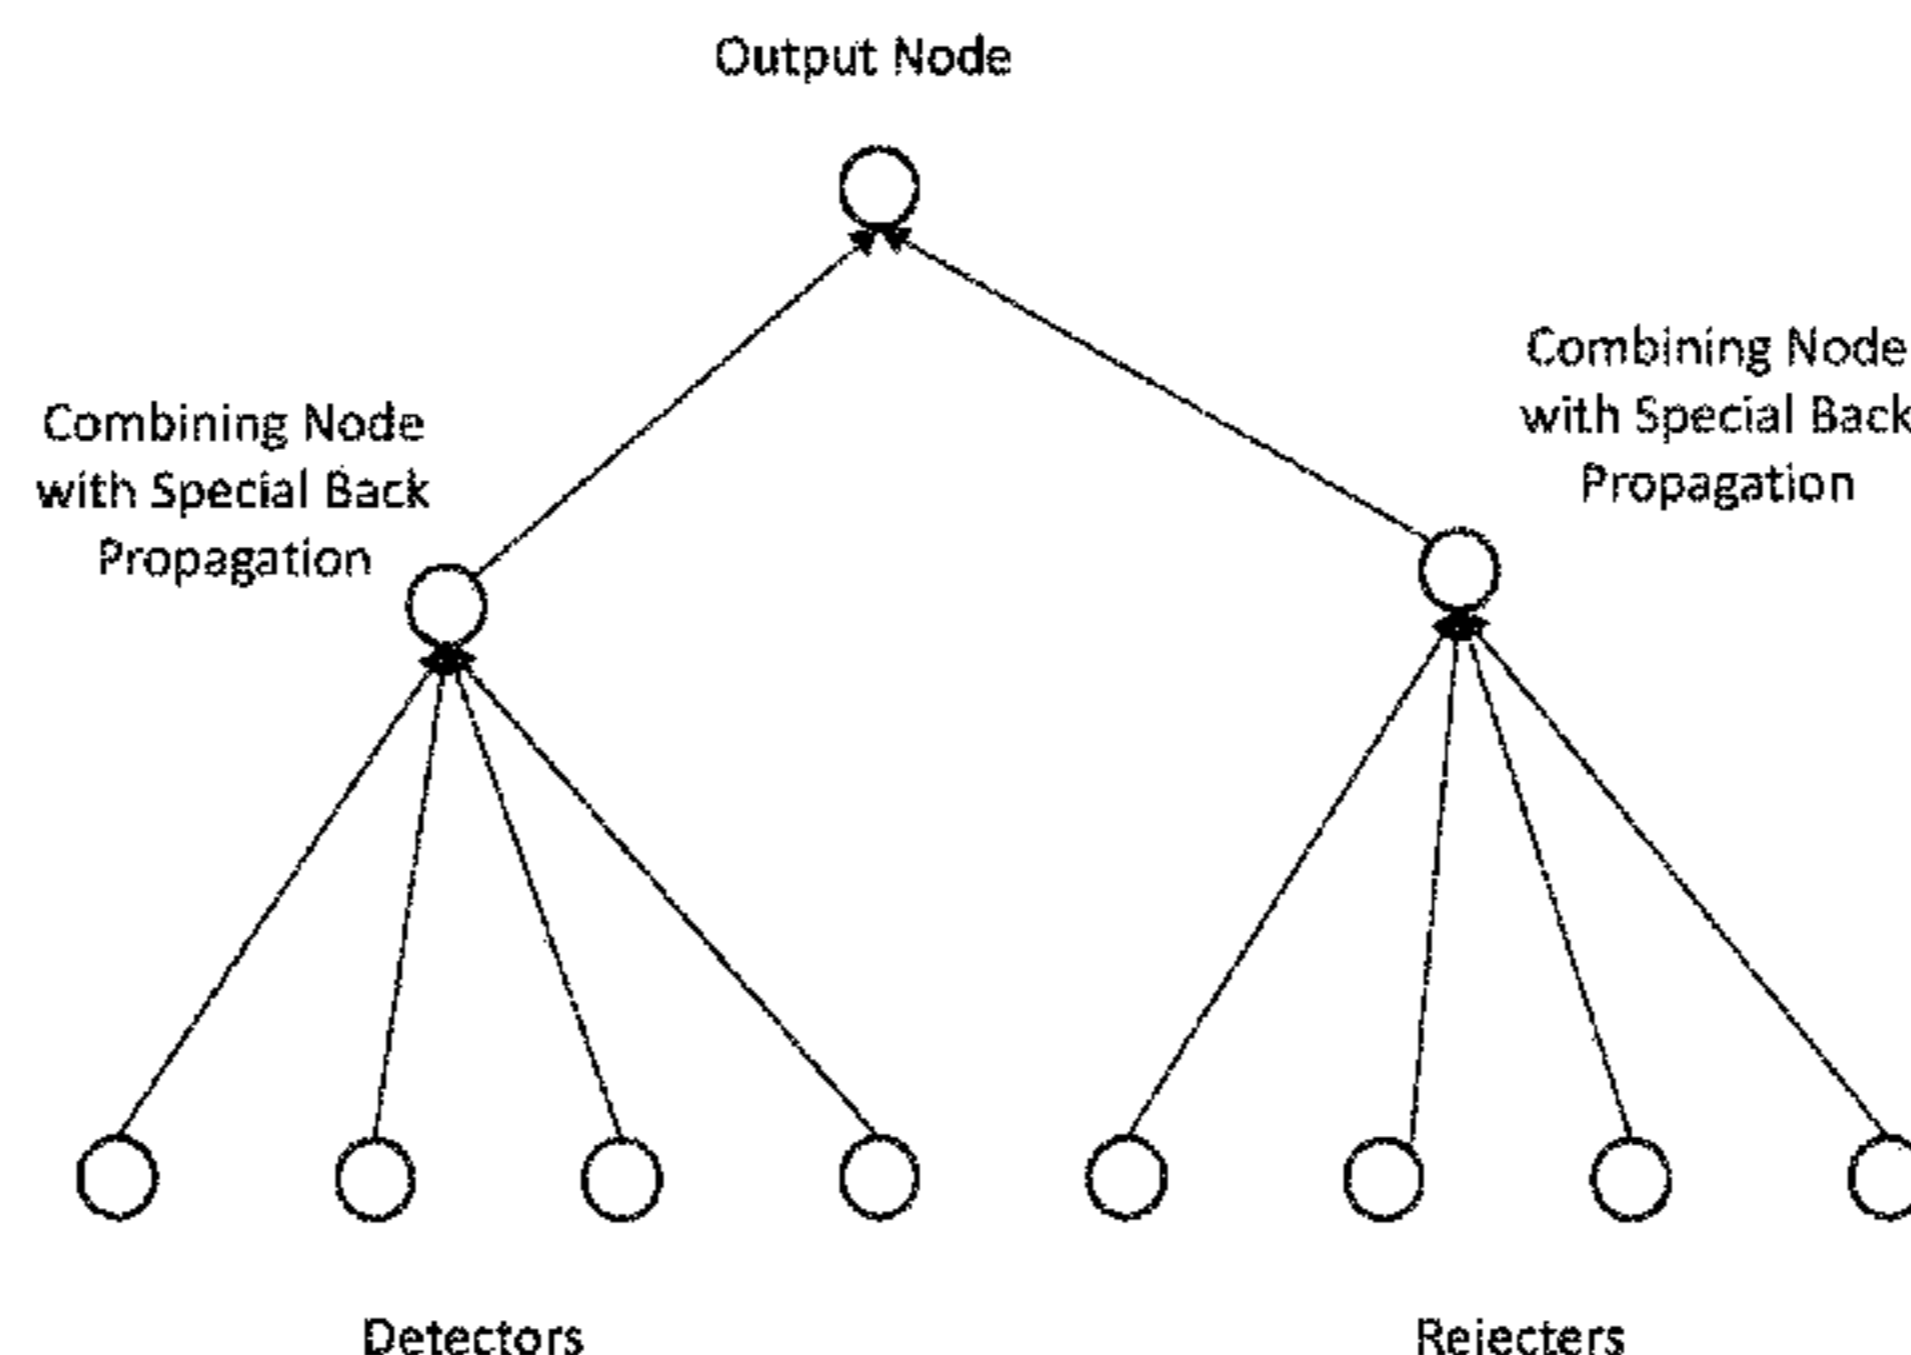 Output Node
Combining Node
with Special Back
Propagation
Combining Node
with Special Back
Propagation
Detectors
Rejecters